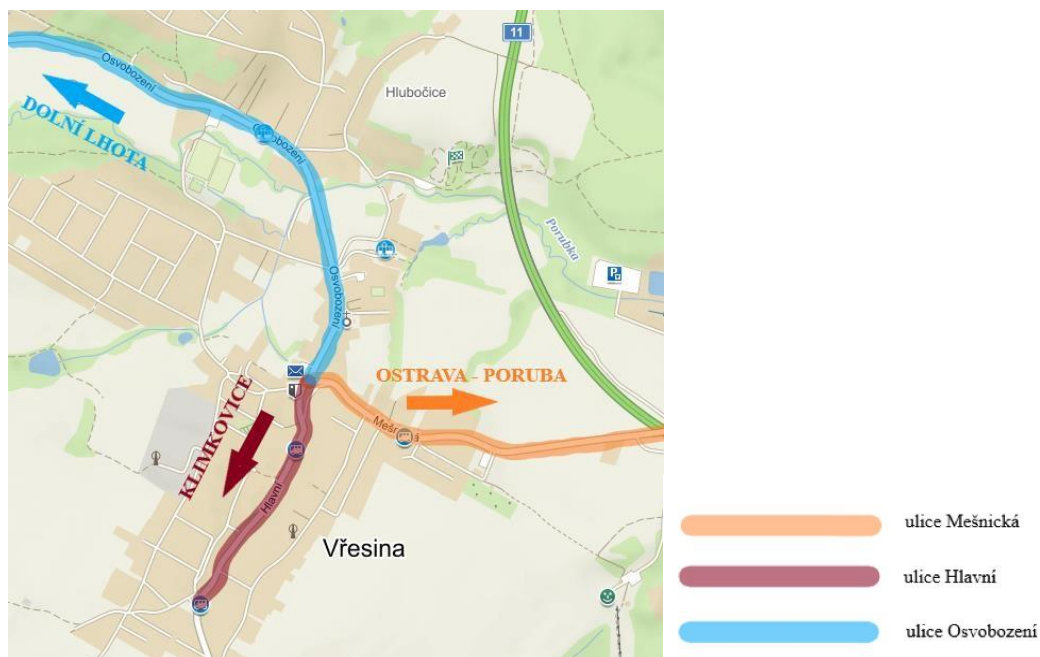 11
Osvobození
Hlubočice
DOLNÍ LHOTA
Osvobození
Porubka
P
Osvobození
OSTRAVA - PORUBA
KLIMKOVICE
Mešnická
Hlavní
Vřesina
ulice Mešnická
ulice Hlavní
ulice Osvobození